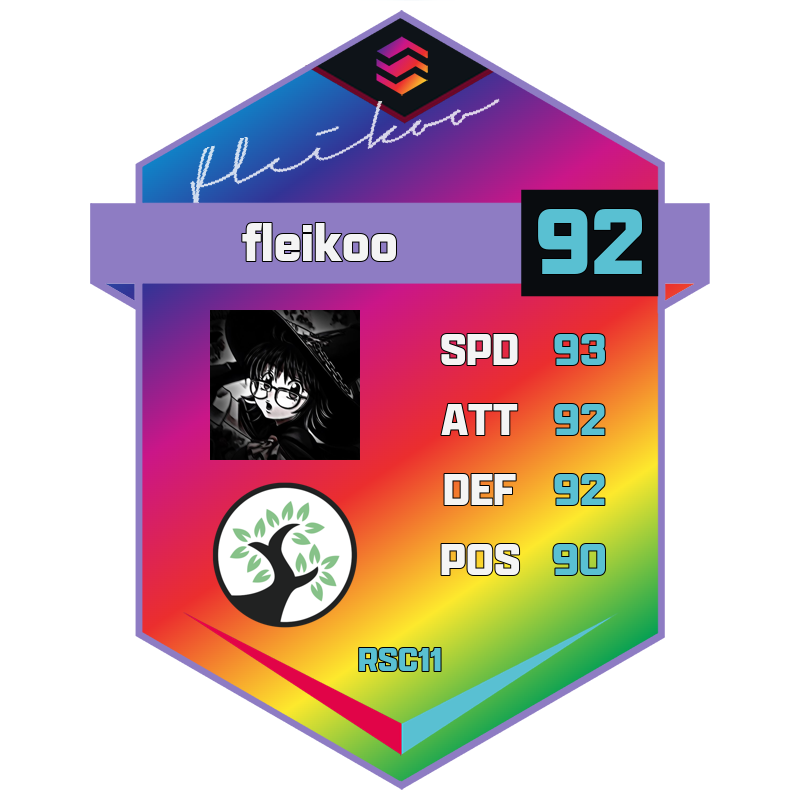 fleikoo
fleikoo 92
SPD 93
ATT 92
DEF 92
POS 90
RSC11